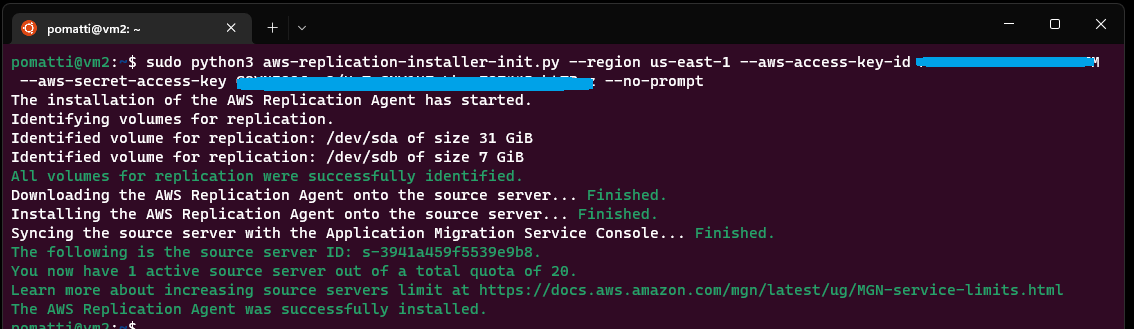 pomatti@vm2: ~
pomatti@vm2:~$ sudo python3 aws-replication-installer-init.py --region us-east-1 --aws-access-key-id
--aws-secret-access-key --no-prompt
The installation of the AWS Replication Agent has started.
Identifying volumes for replication.
Identified volume for replication: /dev/sda of size 31 GiB
Identified volume for replication: /dev/sdb of size 7 GiB
All volumes for replication were successfully identified.
Downloading the AWS Replication Agent onto the source server... Finished.
Installing the AWS Replication Agent onto the source server... Finished.
Syncing the source server with the Application Migration Service Console... Finished.
The following is the source server ID: s-3941a459f5539e9b8.
You now have 1 active source server out of a total quota of 20.
Learn more about increasing source servers limit at https://docs.aws.amazon.com/mgn/latest/ug/MGN-service-limits.html
The AWS Replication Agent was successfully installed.
pomatti@vm2:~$